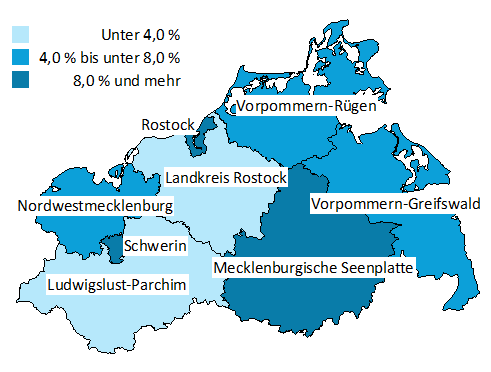 Unter 4,0 %
4,0 % bis unter 8,0 %
8,0 % und mehr
Vorpommern-Rügen
Rostock
Landkreis Rostock
Nordwestmecklenburg
Vorpommern-Greifswald
Schwerin
Mecklenburgische Seenplatte
Ludwigslust-Parchim